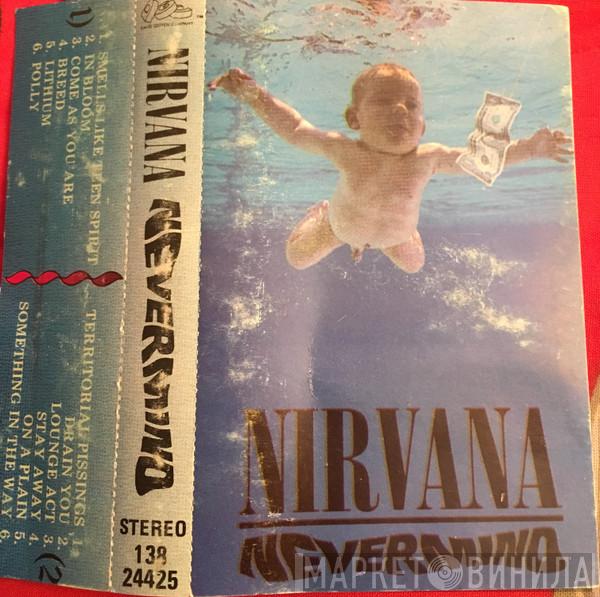 (1)
1. SMELLS LIKE TEEN SPIRIT
2. IN BLOOM
3. COME AS YOU ARE
4. BREED
5. LITHIUM
6. POLLY
(2)
TERRITORIAL PISSINGS 1.
DRAIN YOU 2.
LOUNGE ACT 3.
STAY AWAY 4.
ON A PLAIN 5.
SOMETHING IN THE WAY 6.
NIRVANA NEVERMIND
STEREO
138
24425
NIRVANA
NEVERMIND
МАРКЕТ ВИНИЛА